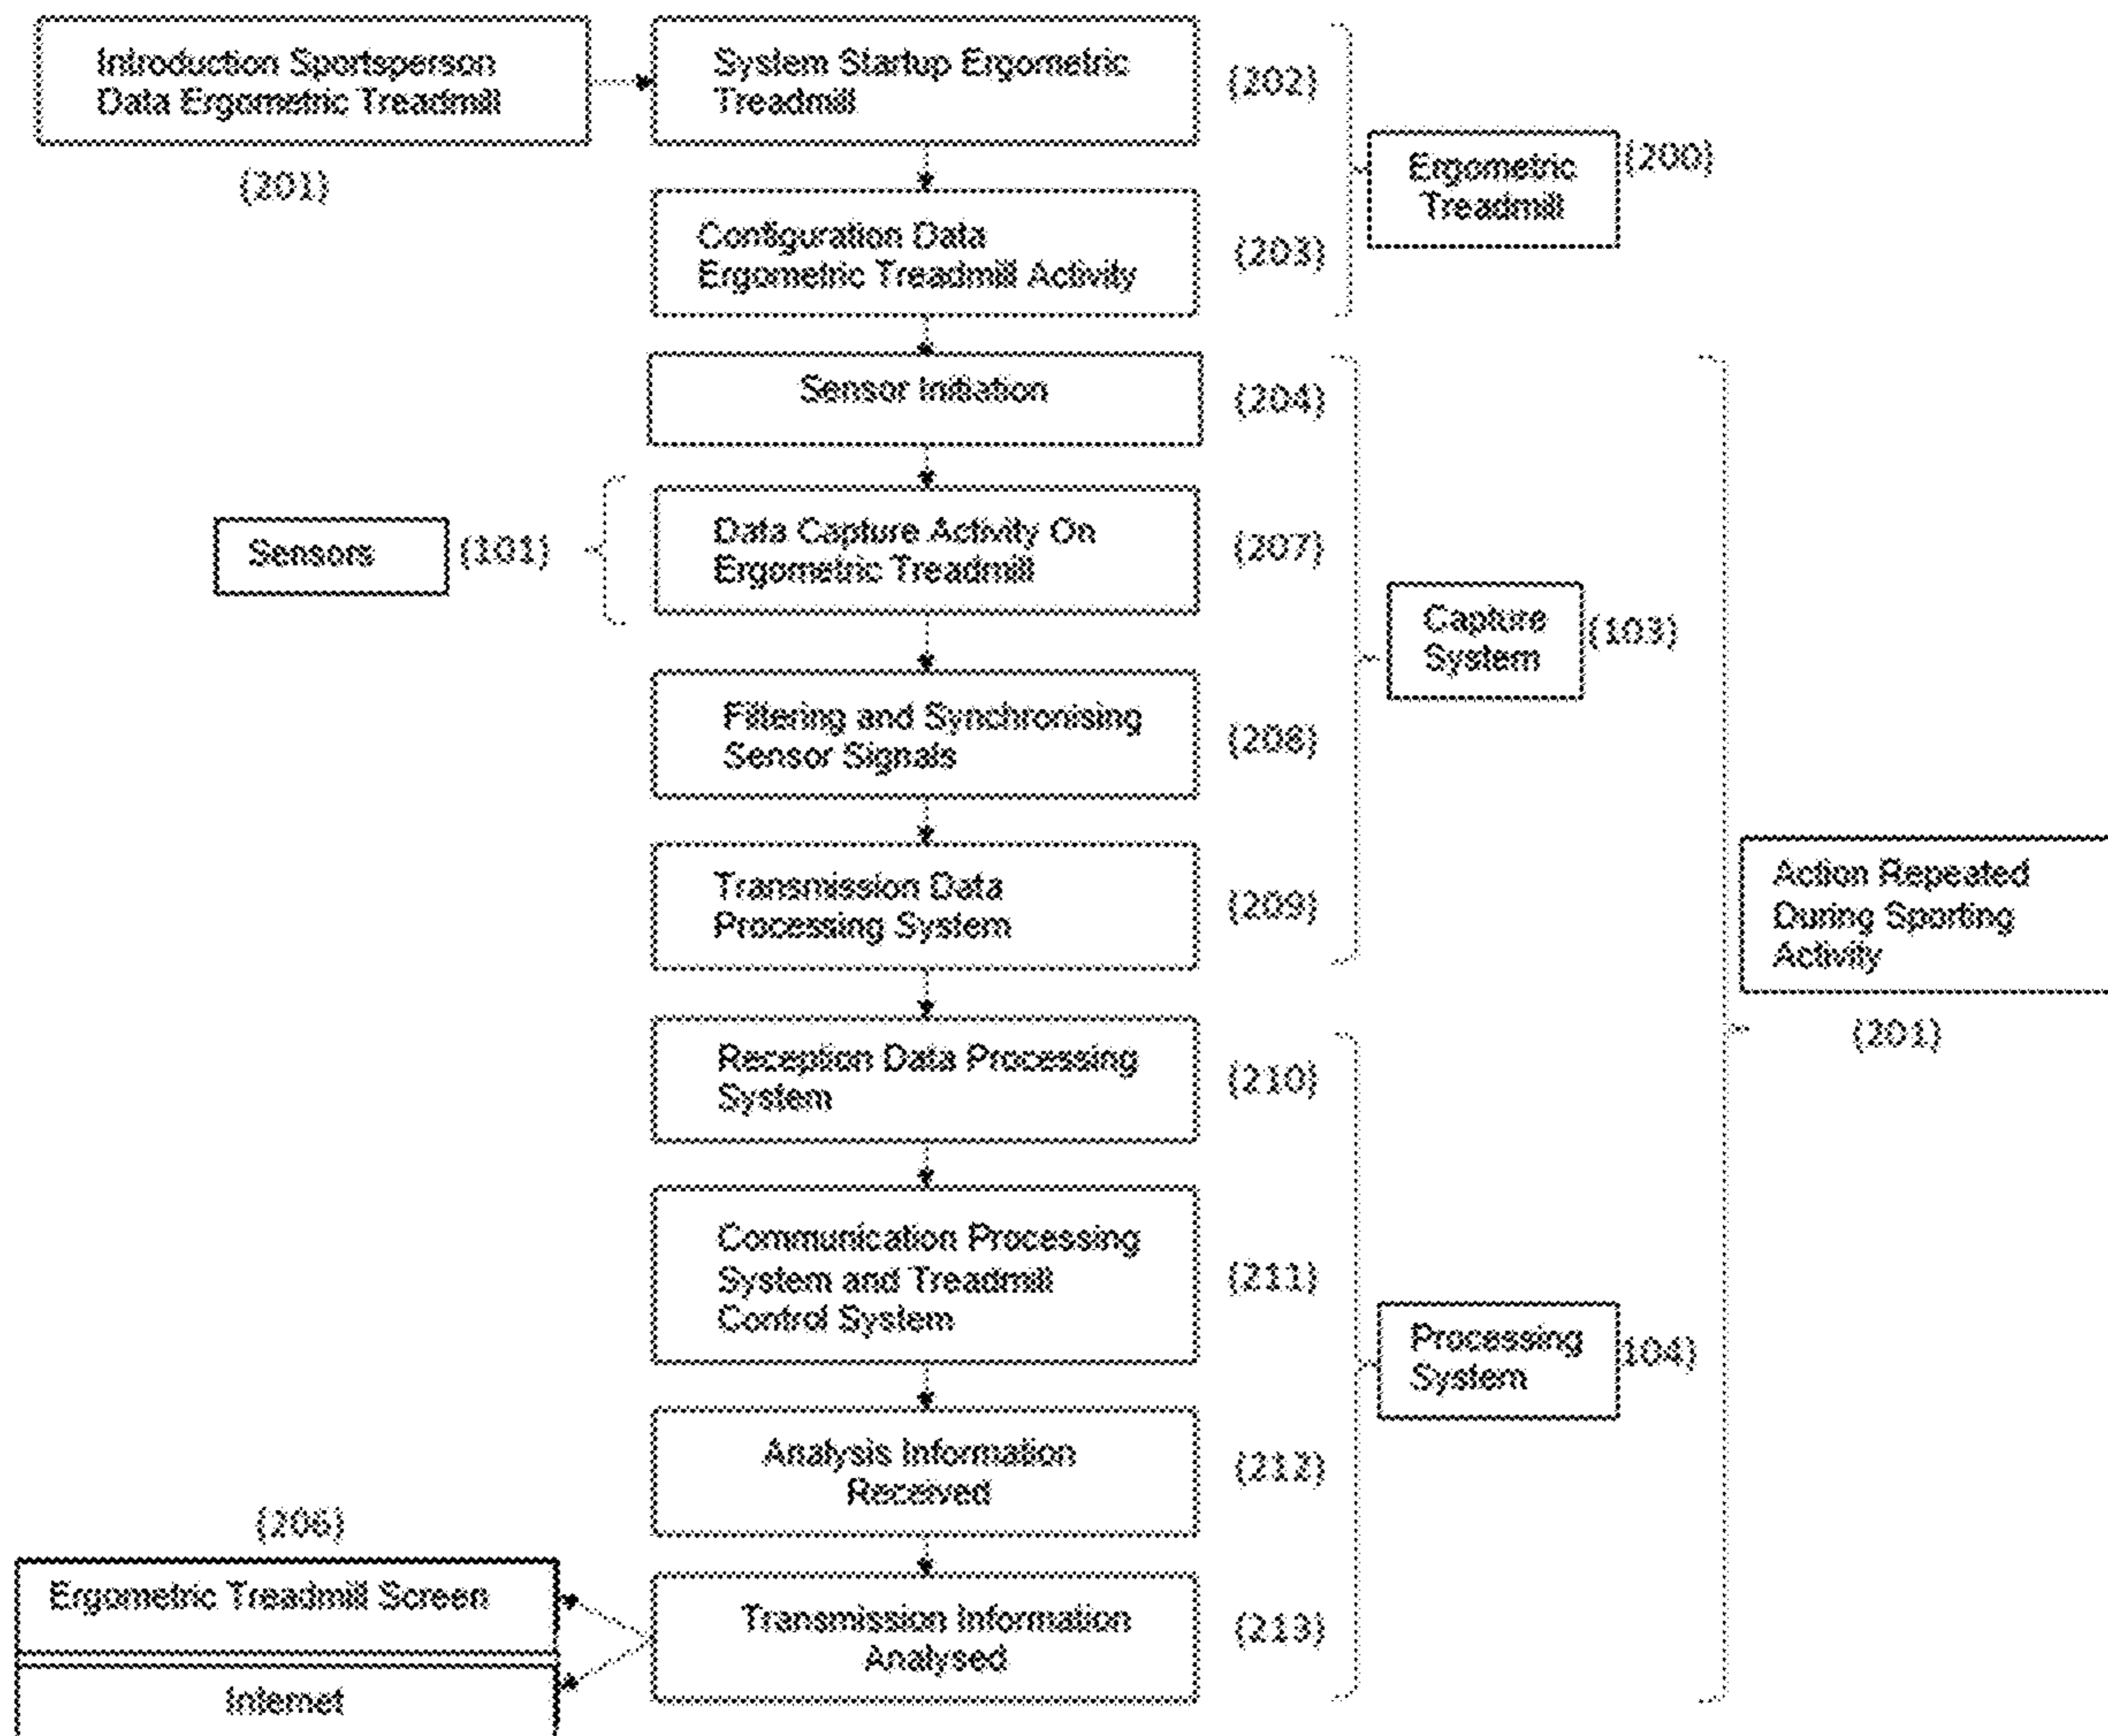 Introduction Sportsperson
Data Ergometric Treadmill
(201)
System Startup Ergometric
Treadmill
(202)
Ergometric
Treadmill
(200)
Configuration Data
Ergometric Treadmill Activity
(203)
Sensor Initiation
(204)
Sensors
(101)
Data Capture Activity On
Ergometric Treadmill
(207)
Capture
System
(103)
Filtering and Synchronising
Sensor Signals
(208)
Transmission Data
Processing System
(209)
Action Repeated
During Sporting
Activity
(201)
Reception Data Processing
System
(210)
Communication Processing
System and Treadmill
Control System
(211)
Processing
System
104)
Analysis Information
Received
(212)
(206)
Ergometric Treadmill Screen
Internet
Transmission Information
Analysed
(213)